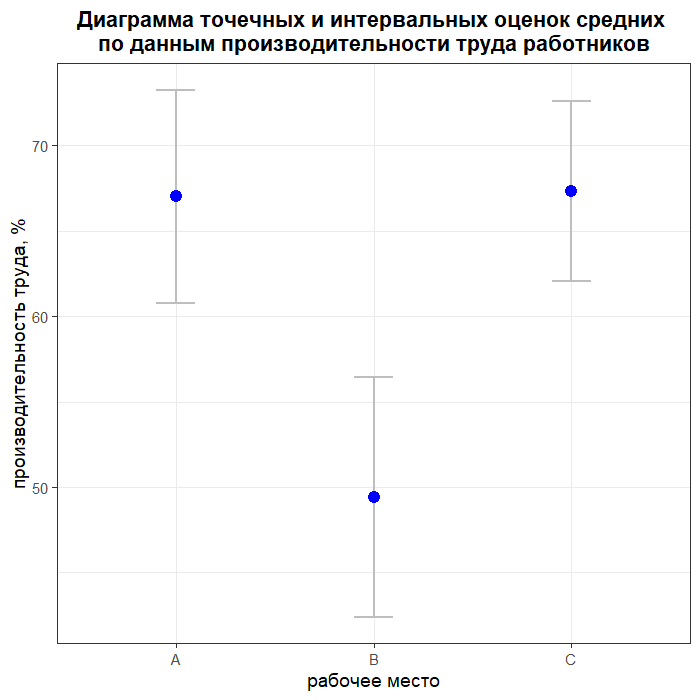 Диаграмма точечных и интервальных оценок средних
по данным производительности труда работников
производительность труда, %
70
60
50
A
B
C
рабочее место